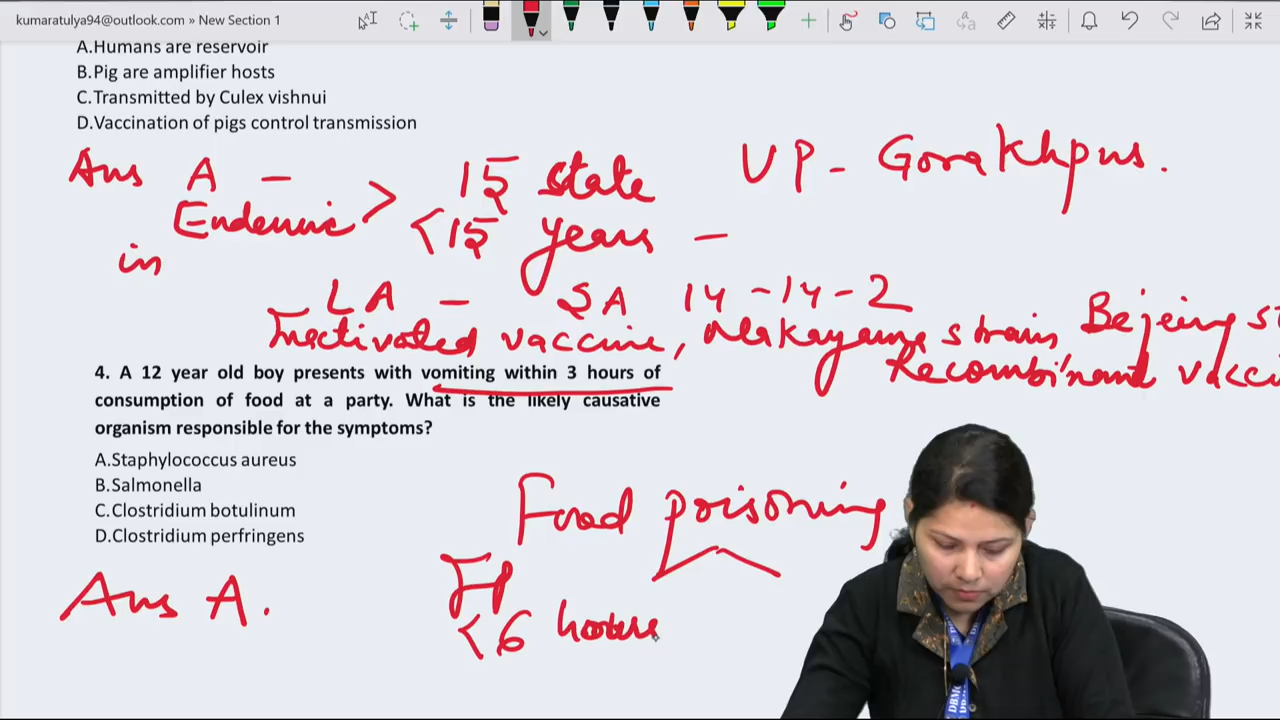 kumaratulya94@outlook.com » New Section 1
A.Humans are reservoir
B.Pig are amplifier hosts
C.Transmitted by Culex vishnui
D.Vaccination of pigs control transmission
Ans A - 
Endemic > 15 state
UP - Gorakhpur.
in <15 years -
LA - SA 14-14-2
Inactivated vaccine, Nakayama strain Bejeing
Recombinant
4. A 12 year old boy presents with vomiting within 3 hours of
consumption of food at a party. What is the likely causative
organism responsible for the symptoms?
A.Staphylococcus aureus
B.Salmonella
C.Clostridium botulinum
D.Clostridium perfringens
Ans A.
Food poisoning
<6 hours
DBMC